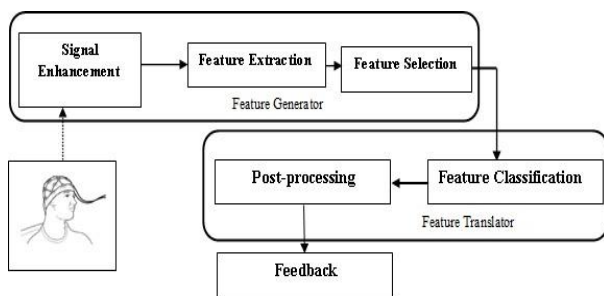 Signal
Enhancement
Feature Extraction
Feature Selection
Feature Generator
Post-processing
Feature Classification
Feature Translator
Feedback